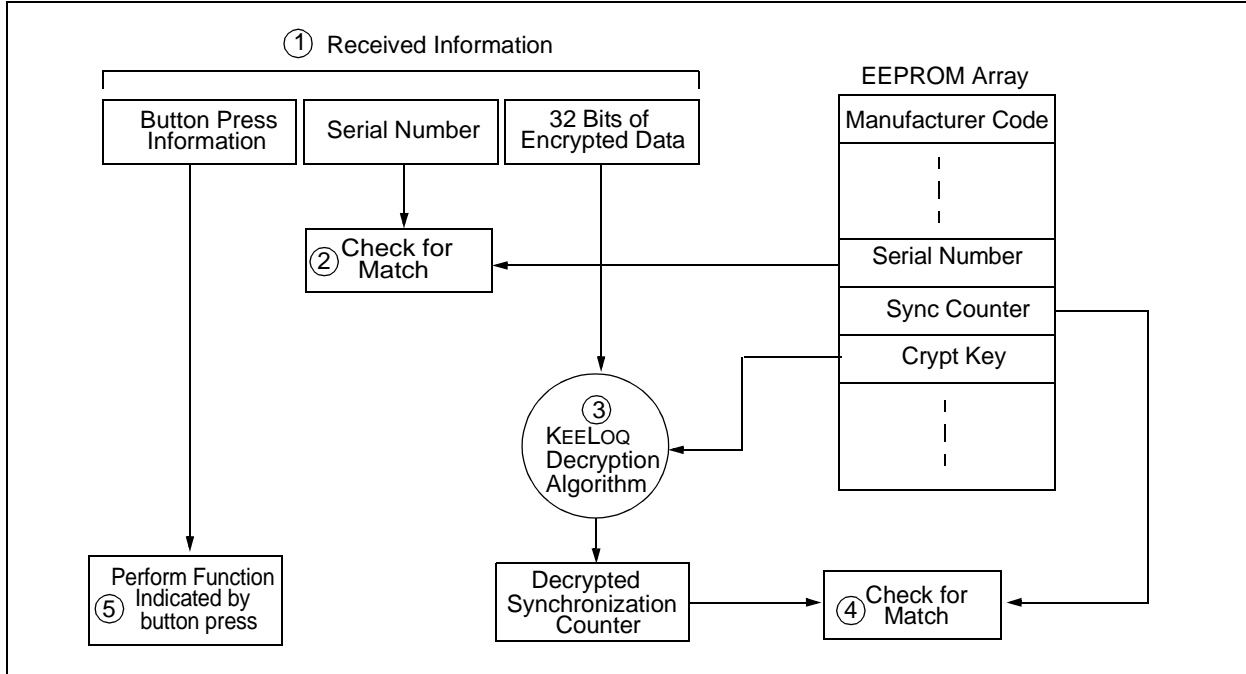 ① Received Information
EEPROM Array
Button Press
Information
Serial Number
32 Bits of
Encrypted Data
Manufacturer Code
② Check for
Match
Serial Number
Sync Counter
Crypt Key
③
KEELOQ
Decryption
Algorithm
Perform Function
⑤ Indicated by
button press
Decrypted
Synchronization
Counter
④ Check for
Match